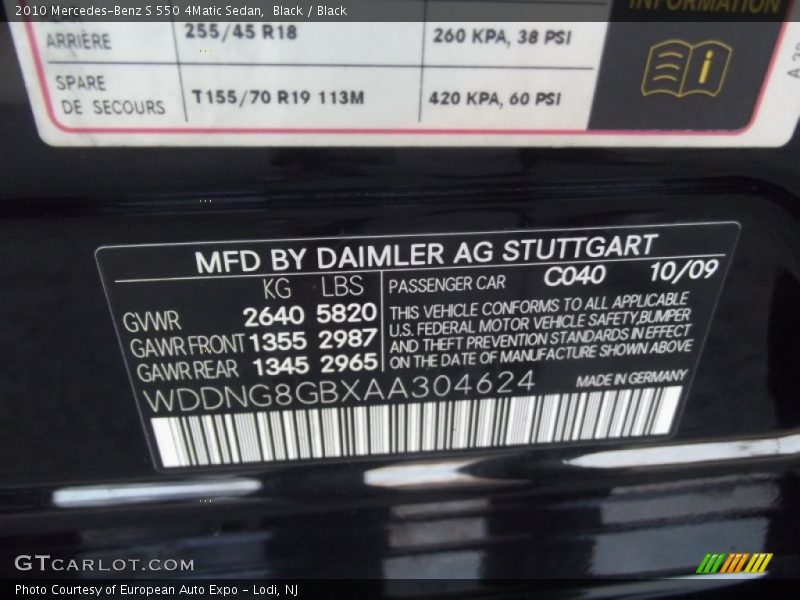 2010 Mercedes-Benz S 550 4Matic Sedan,  Black / Black
INFORMATION
ARRIÈRE 255/45 R18 260 KPA, 38 PSI
SPARE
DE SECOURS T155/70 R19 113M 420 KPA, 60 PSI
MFD BY DAIMLER AG STUTTGART
KG LBS PASSENGER CAR C040 10/09
GVWR 2640 5820
GAWR FRONT 1355 2987
GAWR REAR 1345 2965
THIS VEHICLE CONFORMS TO ALL APPLICABLE
U.S. FEDERAL MOTOR VEHICLE SAFETY,BUMPER
AND THEFT PREVENTION STANDARDS IN EFFECT
ON THE DATE OF MANUFACTURE SHOWN ABOVE
WDDNG8GBXAA304624 MADE IN GERMANY
GTCARLOT.COM
Photo Courtesy of European Auto Expo - Lodi, NJ